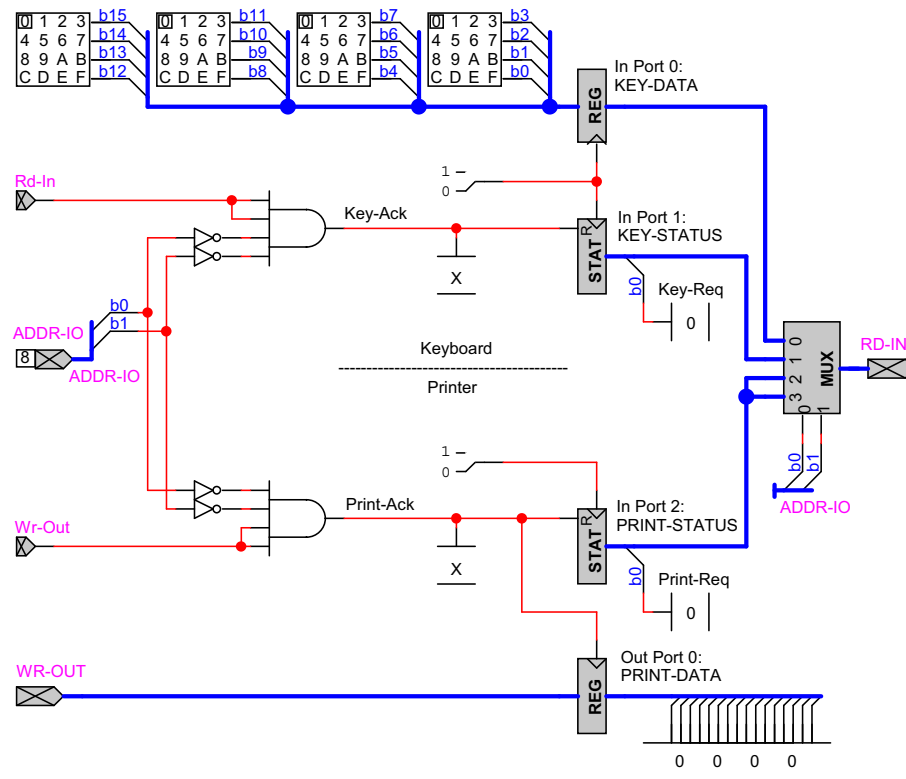 0 1 2 3 b15 0 1 2 3 b11 0 1 2 3 b7 0 1 2 3 b3
4 5 6 7 b14 4 5 6 7 b10 4 5 6 7 b6 4 5 6 7 b2
8 9 A B b13 8 9 A B b9 8 9 A B b5 8 9 A B b1
C D E F b12 C D E F b8 C D E F b4 C D E F b0
In Port 0:
KEY-DATA
REG
1
0
Rd-In
Key-Ack
X
R
STAT
In Port 1:
KEY-STATUS
b0
Key-Req
0
b0
b1
ADDR-IO
8
ADDR-IO
Keyboard
Printer
0
1
2
3
MUX
0 1
b0 b1
ADDR-IO
RD-IN
1
0
Wr-Out
Print-Ack
X
R
STAT
In Port 2:
PRINT-STATUS
b0
Print-Req
0
WR-OUT
REG
Out Port 0:
PRINT-DATA
0 0 0 0